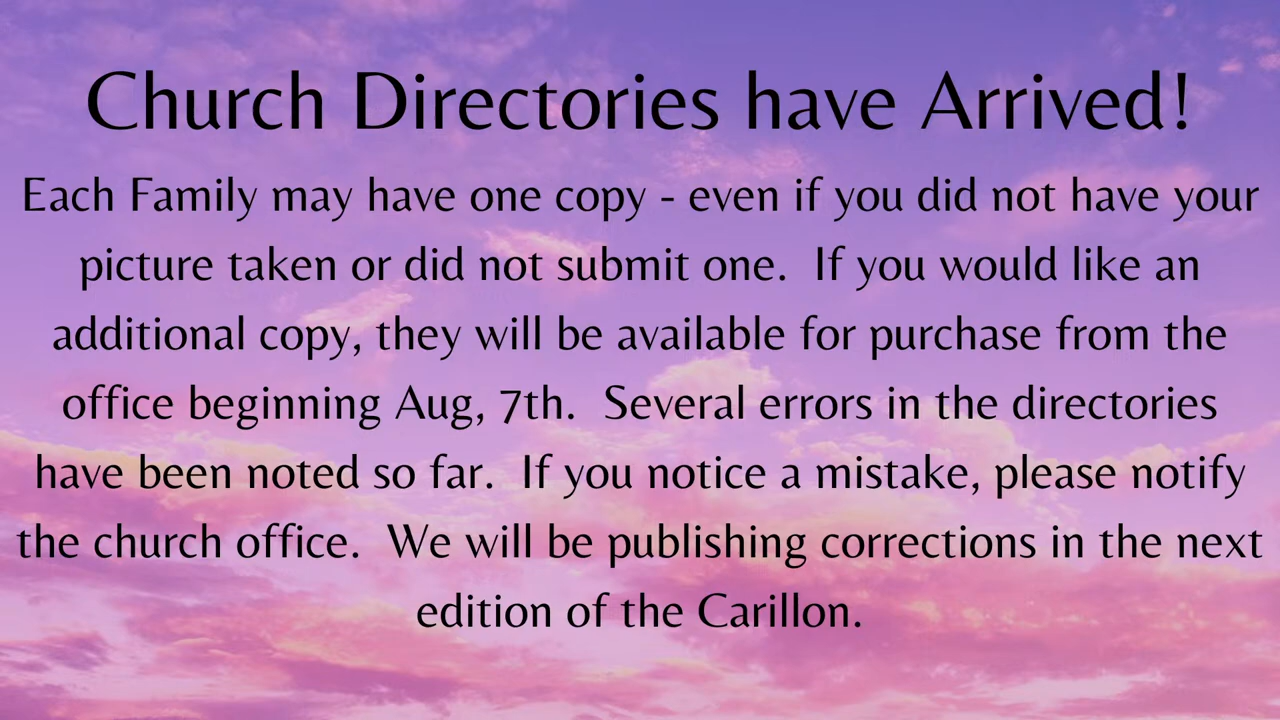 Church Directories have Arrived!
Each Family may have one copy - even if you did not have your
picture taken or did not submit one.  If you would like an
additional copy, they will be available for purchase from the
office beginning Aug, 7th.  Several errors in the directories
have been noted so far.  If you notice a mistake, please notify
the church office.  We will be publishing corrections in the next
edition of the Carillon.